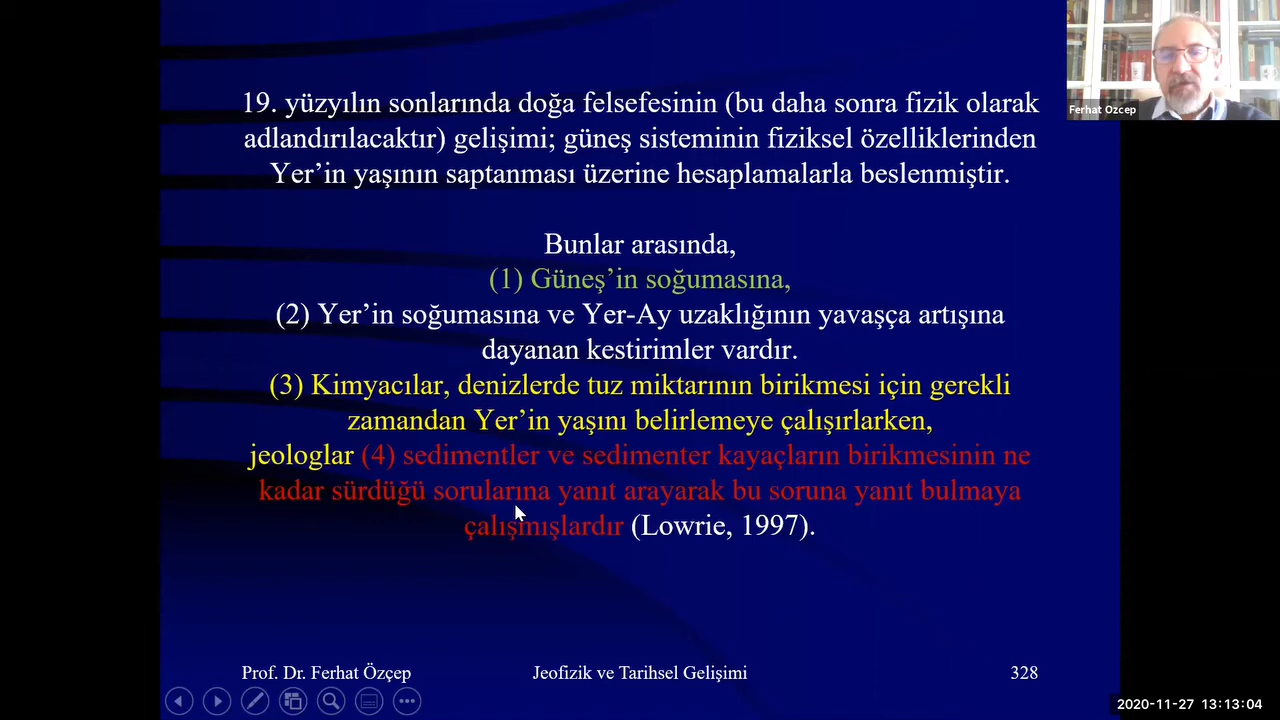 19. yüzyılın sonlarında doğa felsefesinin (bu daha sonra fizik olarak
adlandırılacaktır) gelişimi; güneş sisteminin fiziksel özelliklerinden
Yer’in yaşının saptanması üzerine hesaplamalarla beslenmiştir.
Bunlar arasında,
(1) Güneş’in soğumasına,
(2) Yer’in soğumasına ve Yer-Ay uzaklığının yavaşça artışına
dayanan kestirimler vardır.
(3) Kimyacılar, denizlerde tuz miktarının birikmesi için gerekli
zamandan Yer’in yaşını belirlemeye çalışırlarken,
jeologlar (4) sedimentler ve sedimenter kayaçların birikmesinin ne
kadar sürdüğü sorularına yanıt arayarak bu soruna yanıt bulmaya
çalışmışlardır (Lowrie, 1997).
Prof. Dr. Ferhat Özçep
Jeofizik ve Tarihsel Gelişimi
328
Ferhat Ozcep
2020-11-27 13:13:04